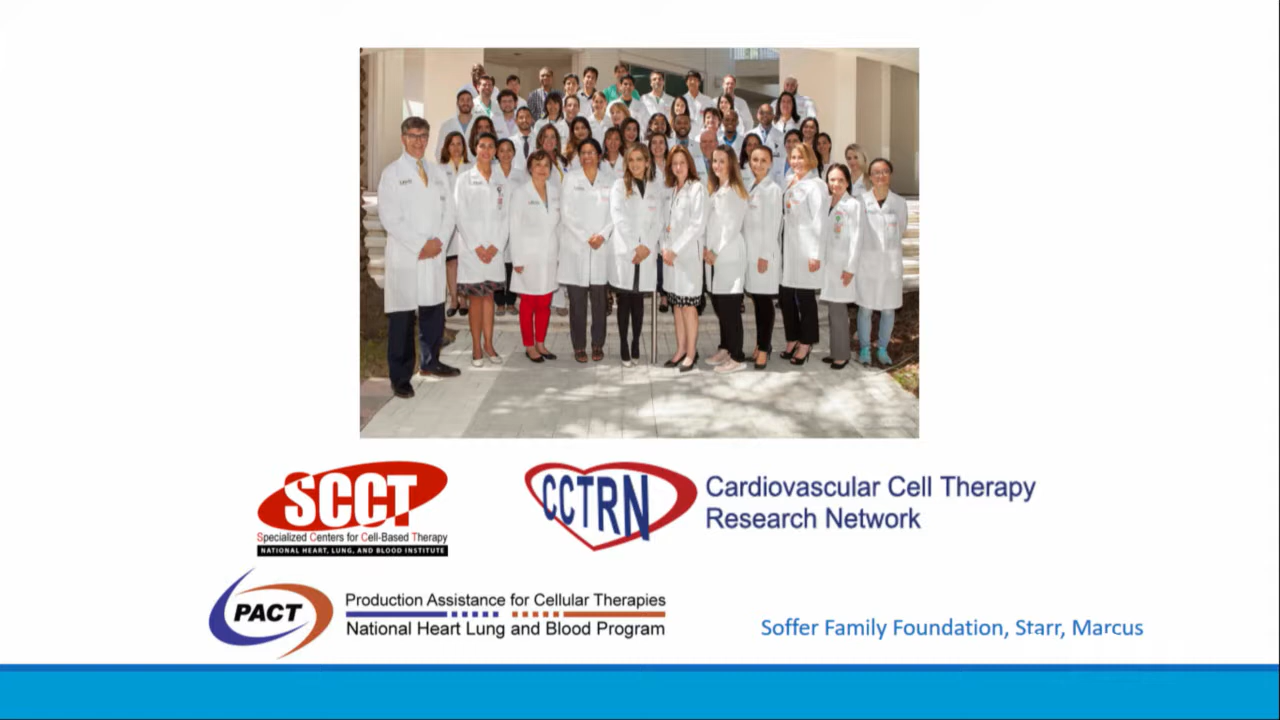 SCCT
Specialized Centers for Cell-Based Therapy
NATIONAL HEART, LUNG, AND BLOOD INSTITUTE
CCTRN
Cardiovascular Cell Therapy
Research Network
PACT
Production Assistance for Cellular Therapies
National Heart Lung and Blood Program
Soffer Family Foundation, Starr, Marcus